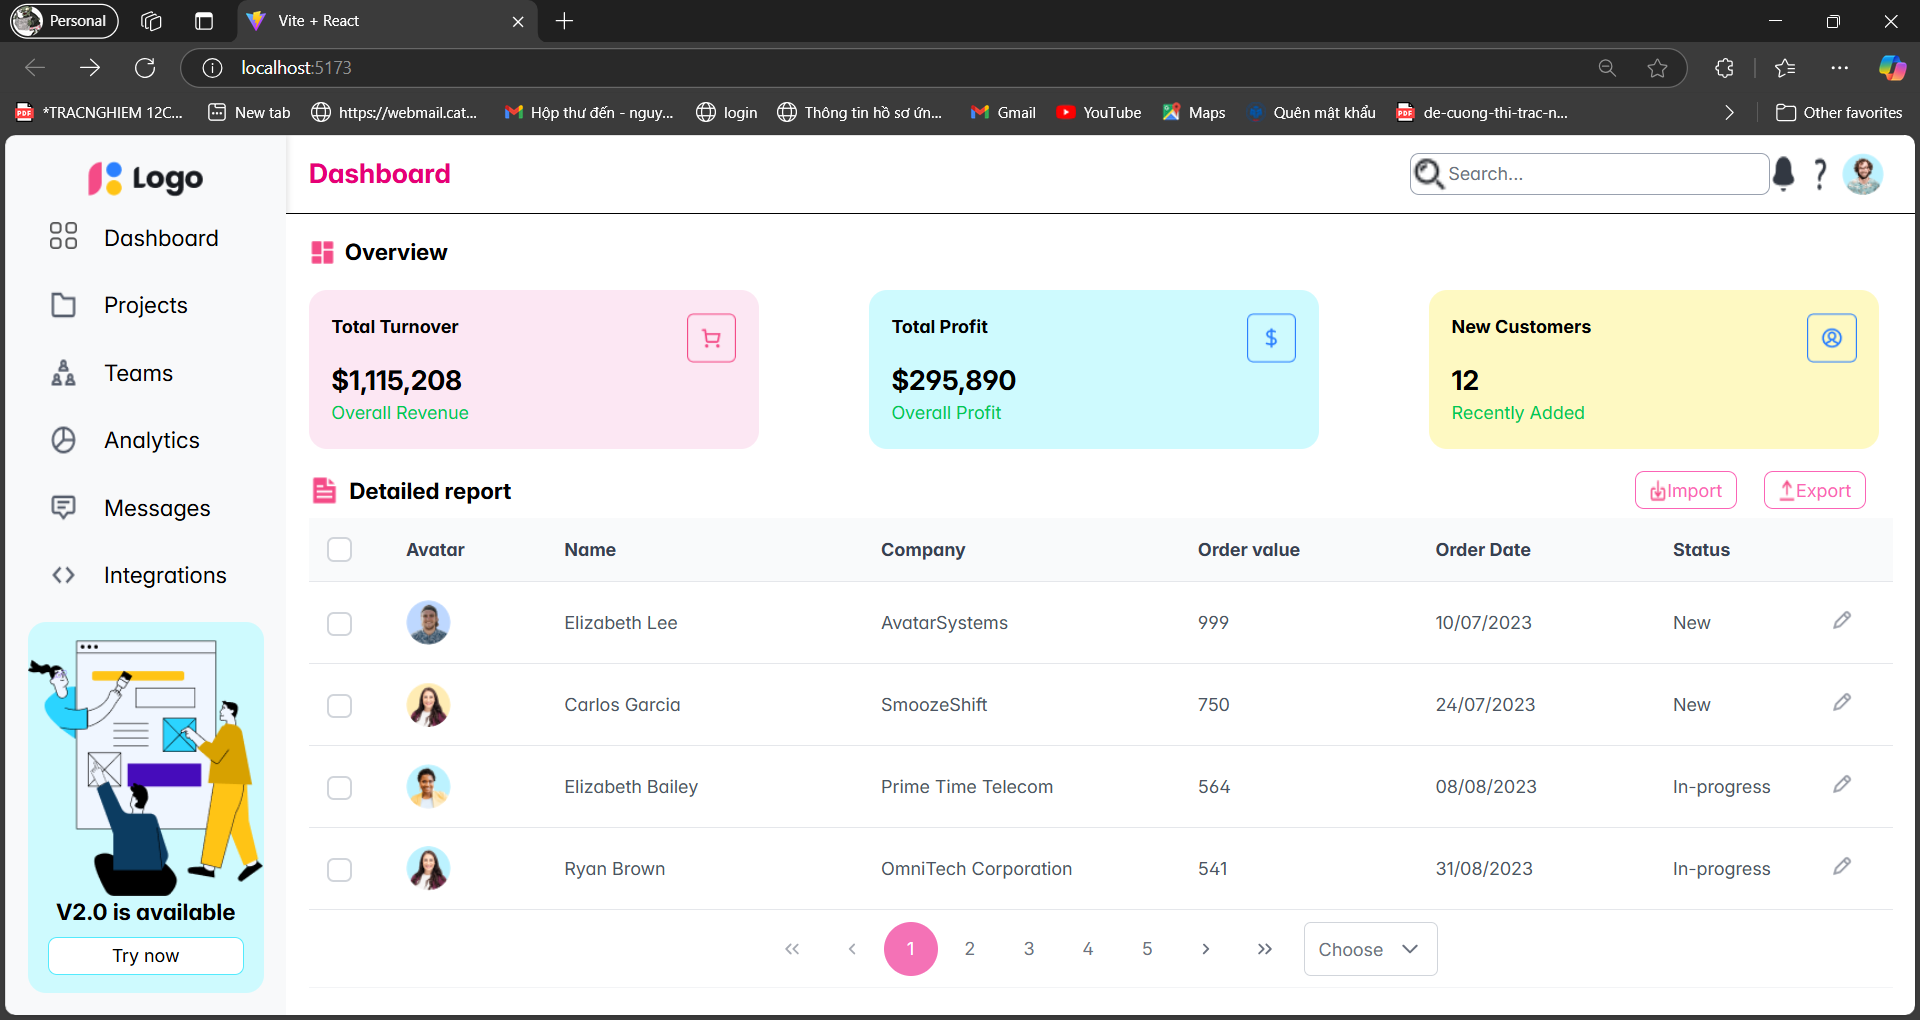 Personal
Vite + React
localhost:5173
*TRACNGHIEM 12C...
New tab
https://webmail.cat...
Hộp thư đến - nguy...
login
Thông tin hồ sơ ứn...
Gmail
YouTube
Maps
Quên mật khẩu
de-cuong-thi-trac-n...
Other favorites
Logo
Dashboard
Projects
Teams
Analytics
Messages
Integrations
V2.0 is available
Try now
Dashboard
Search...
Overview
Total Turnover
$1,115,208
Overall Revenue
Total Profit
$
$295,890
Overall Profit
New Customers
12
Recently Added
Detailed report
Import
Export
Avatar Name Company Order value Order Date Status
Elizabeth Lee AvatarSystems 999 10/07/2023 New
Carlos Garcia SmoozeShift 750 24/07/2023 New
Elizabeth Bailey Prime Time Telecom 564 08/08/2023 In-progress
Ryan Brown OmniTech Corporation 541 31/08/2023 In-progress
« ‹ 1 2 3 4 5 › »
Choose